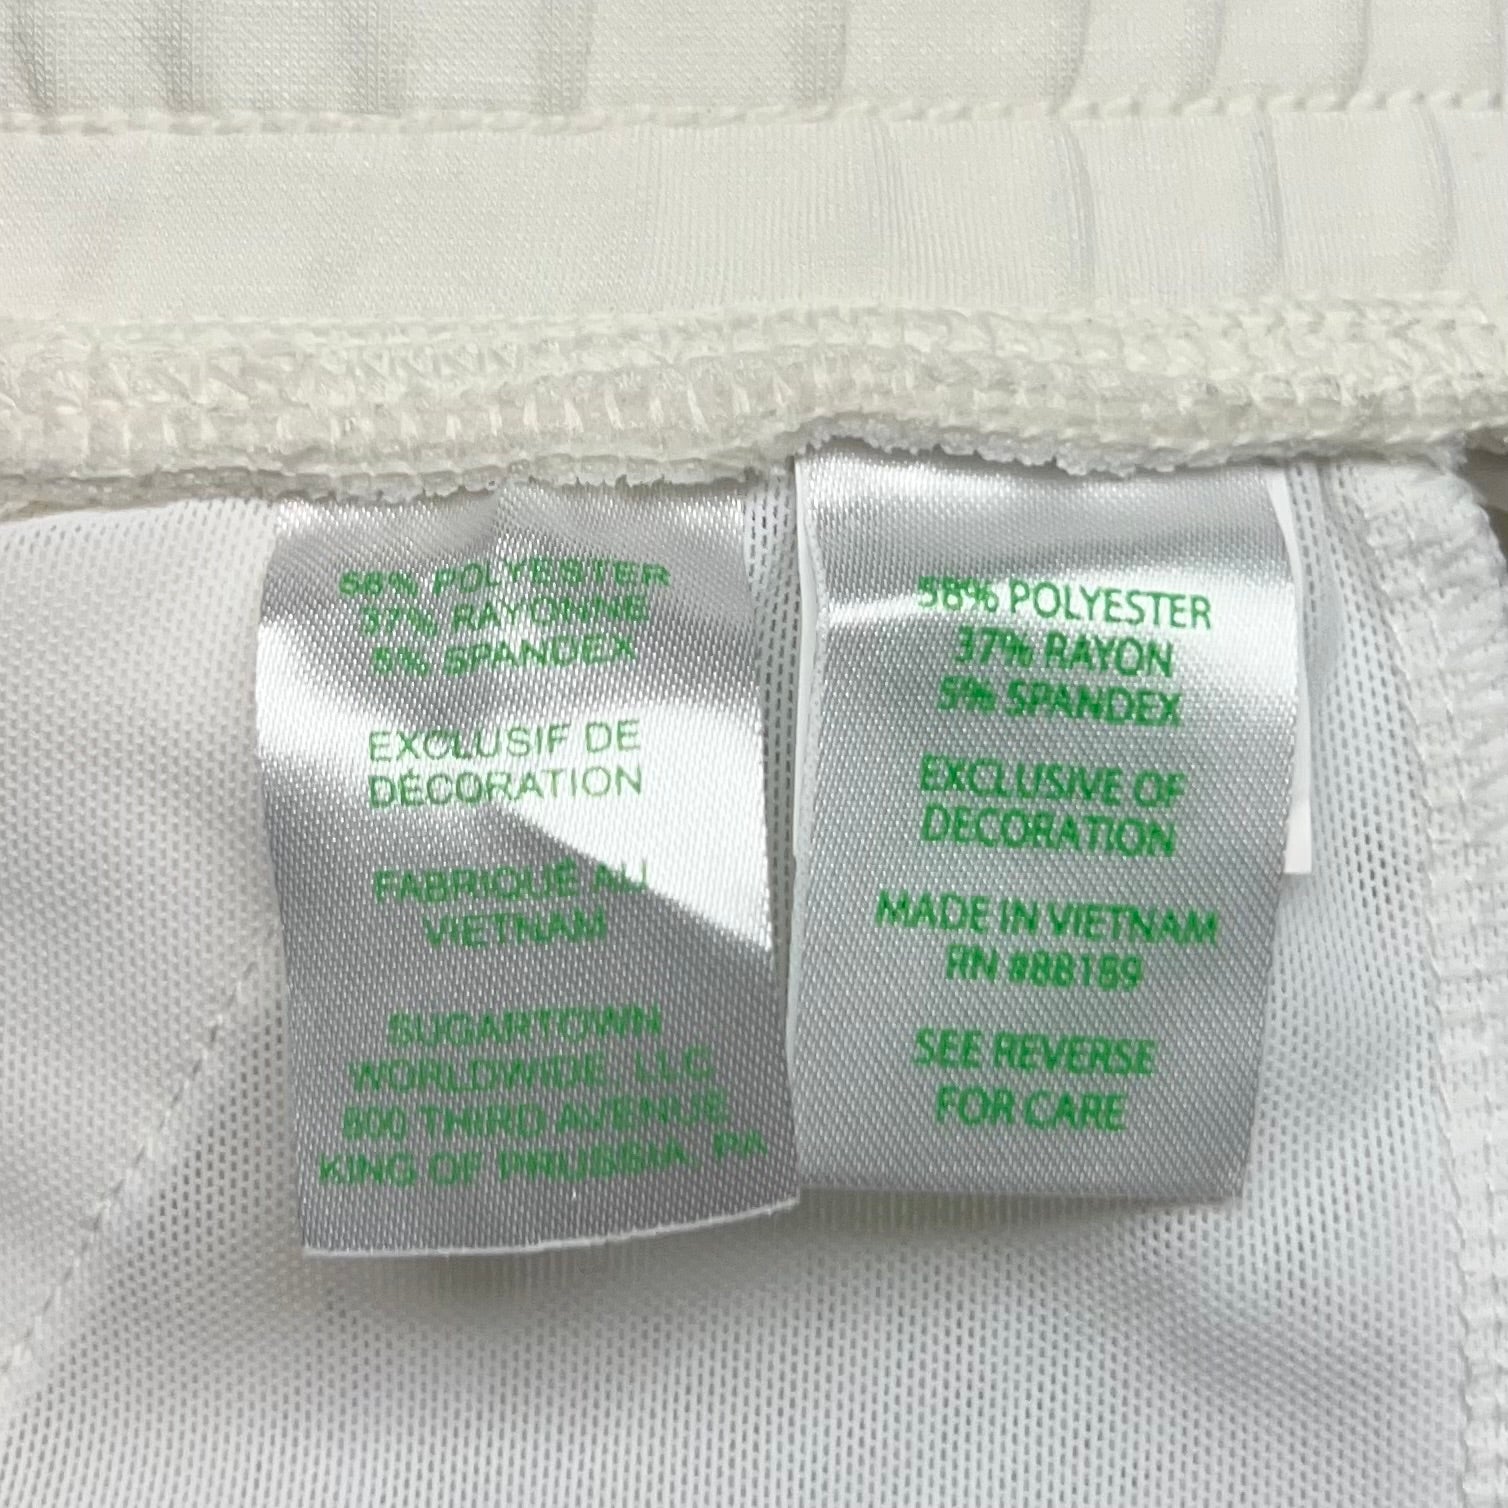 58% POLYESTER
37% RAYONNE
5% SPANDEX
EXCLUSIF DE
DÉCORATION
FABRIQUÉ AU
VIETNAM
SUGARTOWN
WORLDWIDE, LLC
800 THIRD AVENUE
KING OF PRUSSIA, PA
58% POLYESTER
37% RAYON
5% SPANDEX
EXCLUSIVE OF
DECORATION
MADE IN VIETNAM
RN #88189
SEE REVERSE
FOR CARE